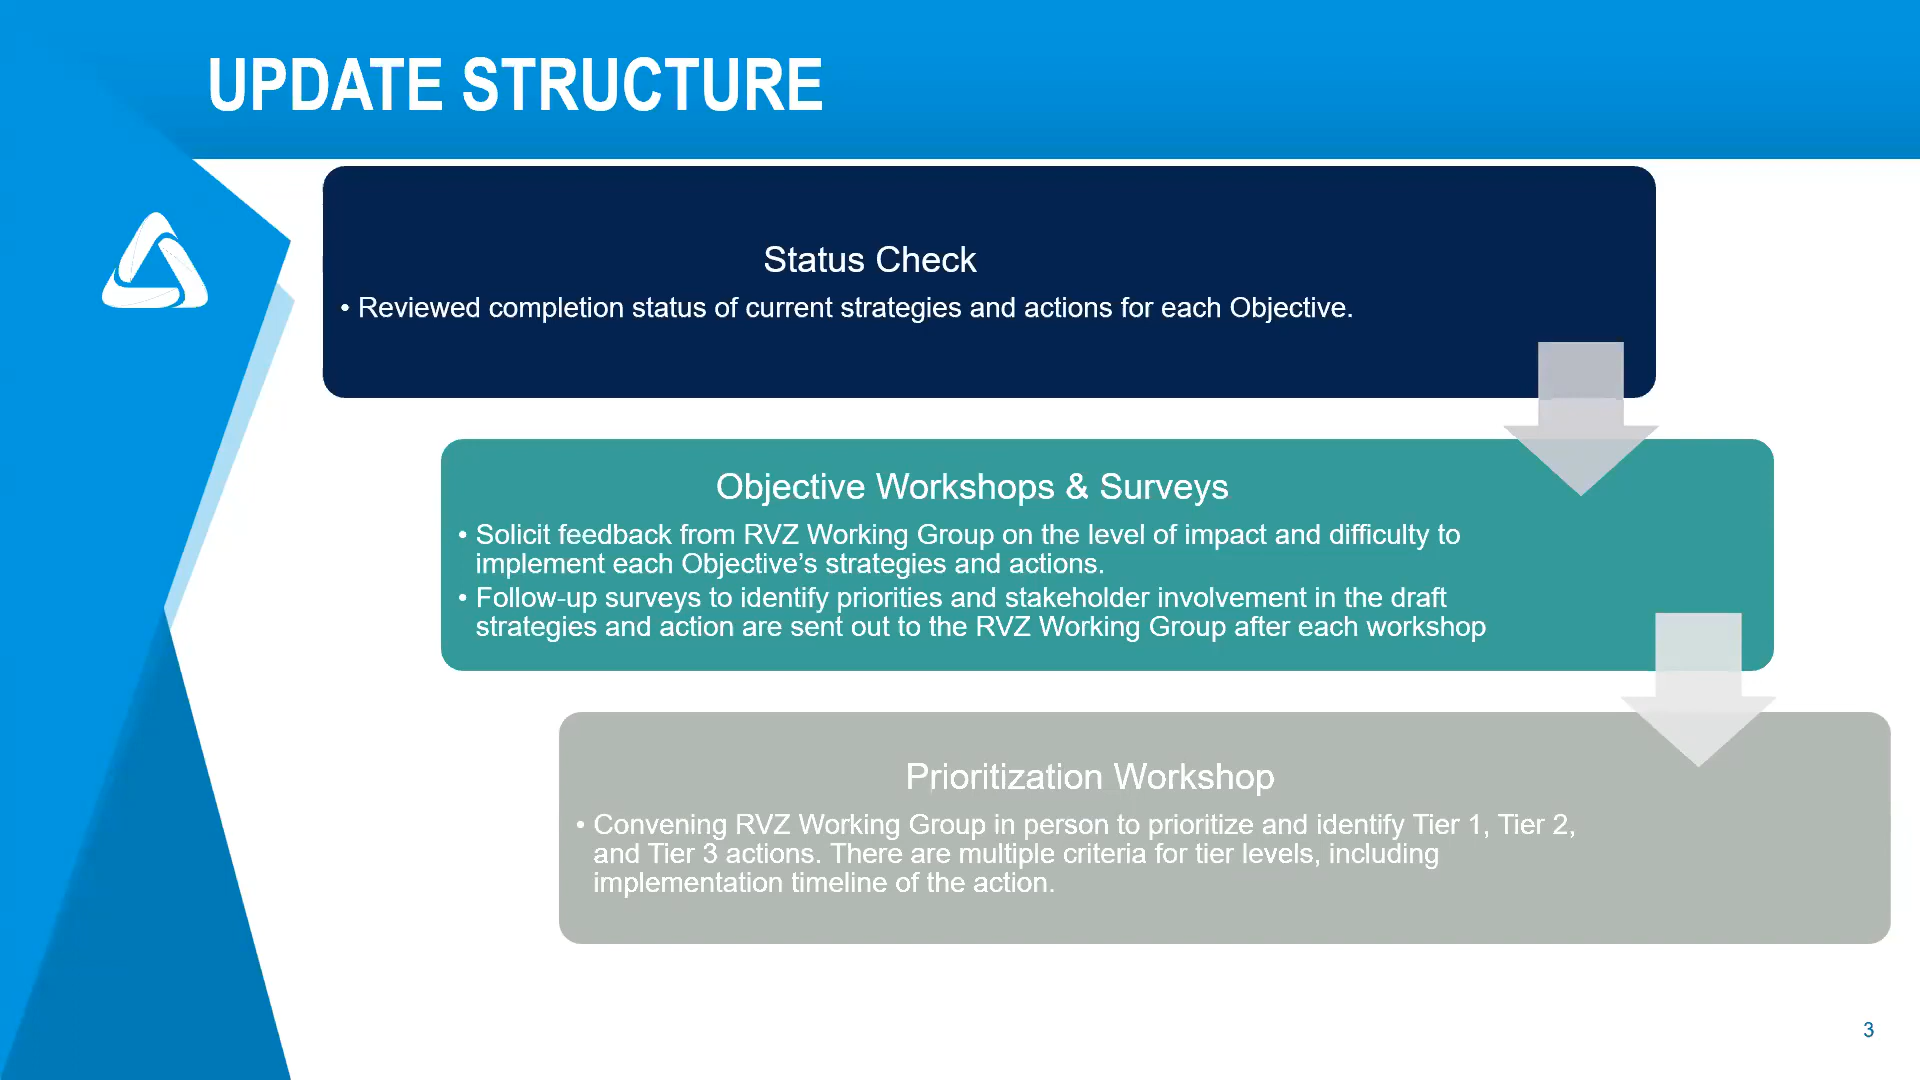 UPDATE STRUCTURE
Status Check
• Reviewed completion status of current strategies and actions for each Objective.
Objective Workshops & Surveys
• Solicit feedback from RVZ Working Group on the level of impact and difficulty to
implement each Objective’s strategies and actions.
• Follow-up surveys to identify priorities and stakeholder involvement in the draft
strategies and action are sent out to the RVZ Working Group after each workshop
Prioritization Workshop
• Convening RVZ Working Group in person to prioritize and identify Tier 1, Tier 2,
and Tier 3 actions. There are multiple criteria for tier levels, including
implementation timeline of the action.
3